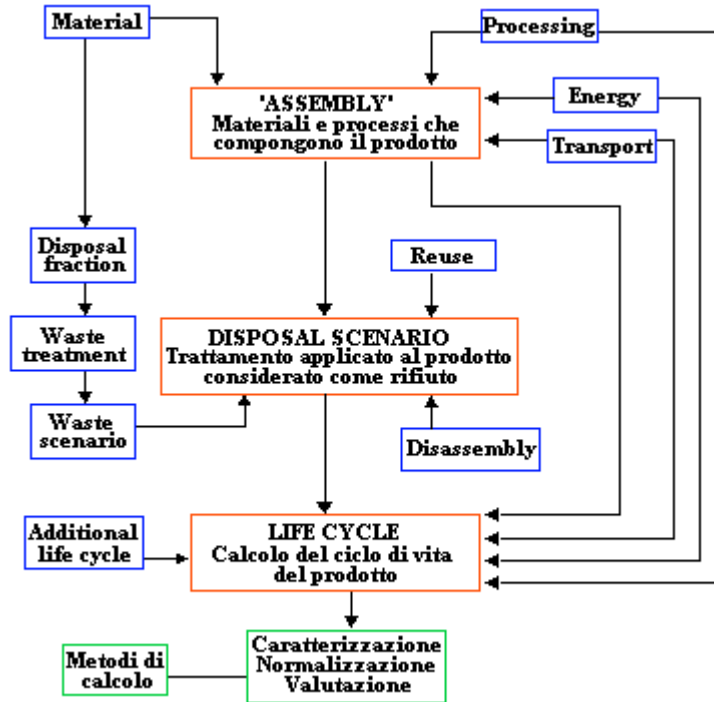 Material
Processing
'ASSEMBLY'
Materiali e processi che
compongono il prodotto
Energy
Transport
Disposal
fraction
Reuse
Waste
treatment
DISPOSAL SCENARIO
Trattamento applicato al prodotto
considerato come rifiuto
Waste
scenario
Disassembly
Additional
life cycle
LIFE CYCLE
Calcolo del ciclo di vita
del prodotto
Metodi di
calcolo
Caratterizzazione
Normalizzazione
Valutazione